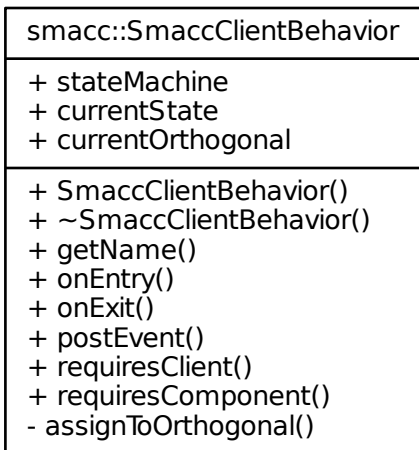 smacc::SmaccClientBehavior
+ stateMachine
+ currentState
+ currentOrthogonal
+ SmaccClientBehavior()
+ ~SmaccClientBehavior()
+ getName()
+ onEntry()
+ onExit()
+ postEvent()
+ requiresClient()
+ requiresComponent()
- assignToOrthogonal()